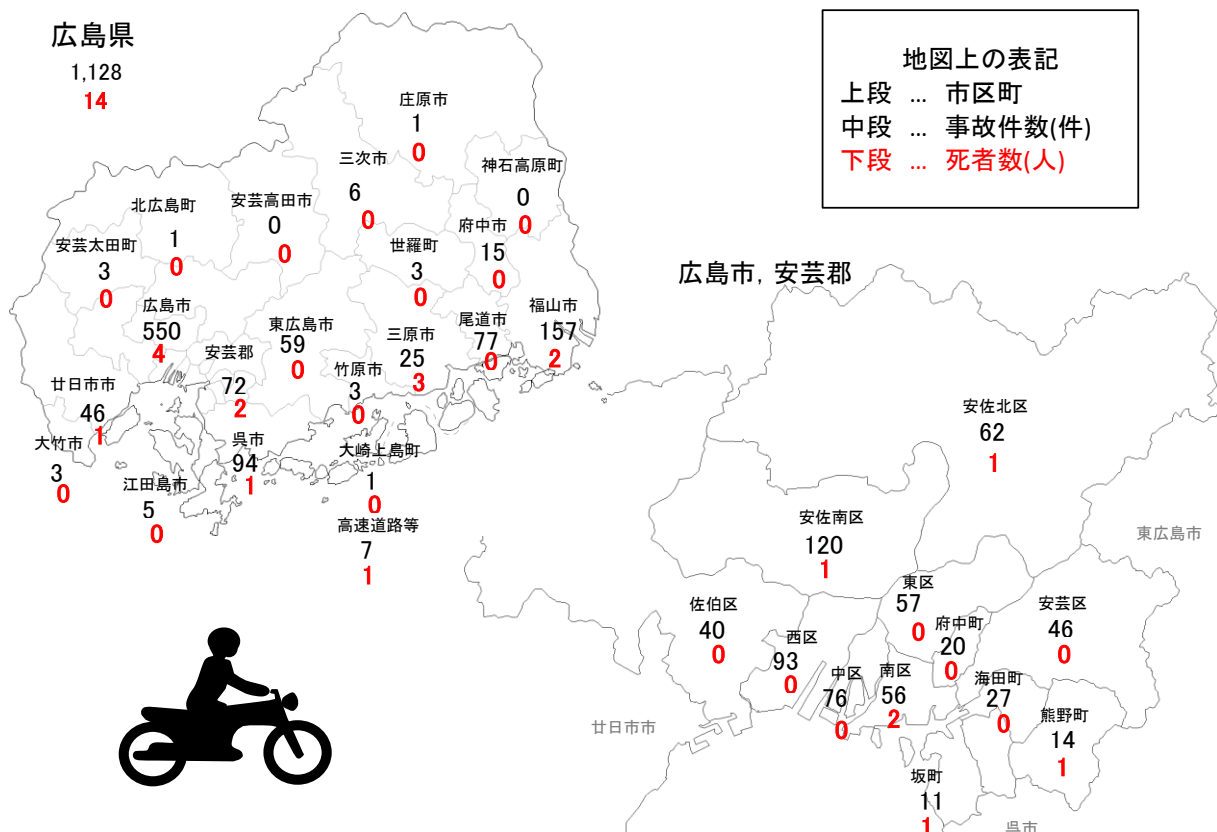 広島県
1,128
14
地図上の表記
上段 … 市区町
中段 … 事故件数(件)
下段 … 死者数(人)
庄原市
1
0
三次市
6
0
神石高原町
0
0
北広島町
1
0
安芸高田市
0
0
府中市
15
0
安芸太田町
3
0
世羅町
3
0
広島市
550
4
東広島市
59
0
三原市
25
3
尾道市
77
0
福山市
157
2
安芸郡
72
2
竹原市
3
0
廿日市市
46
1
大竹市
3
0
呉市
94
1
大崎上島町
1
0
江田島市
5
0
高速道路等
7
1
広島市，安芸郡
安佐北区
62
1
安佐南区
120
1
東広島市
東区
57
0
佐伯区
40
0
安芸区
46
0
府中町
20
0
西区
93
0
中区
76
0
南区
56
2
海田町
27
0
熊野町
14
1
廿日市市
坂町
11
1
呉市